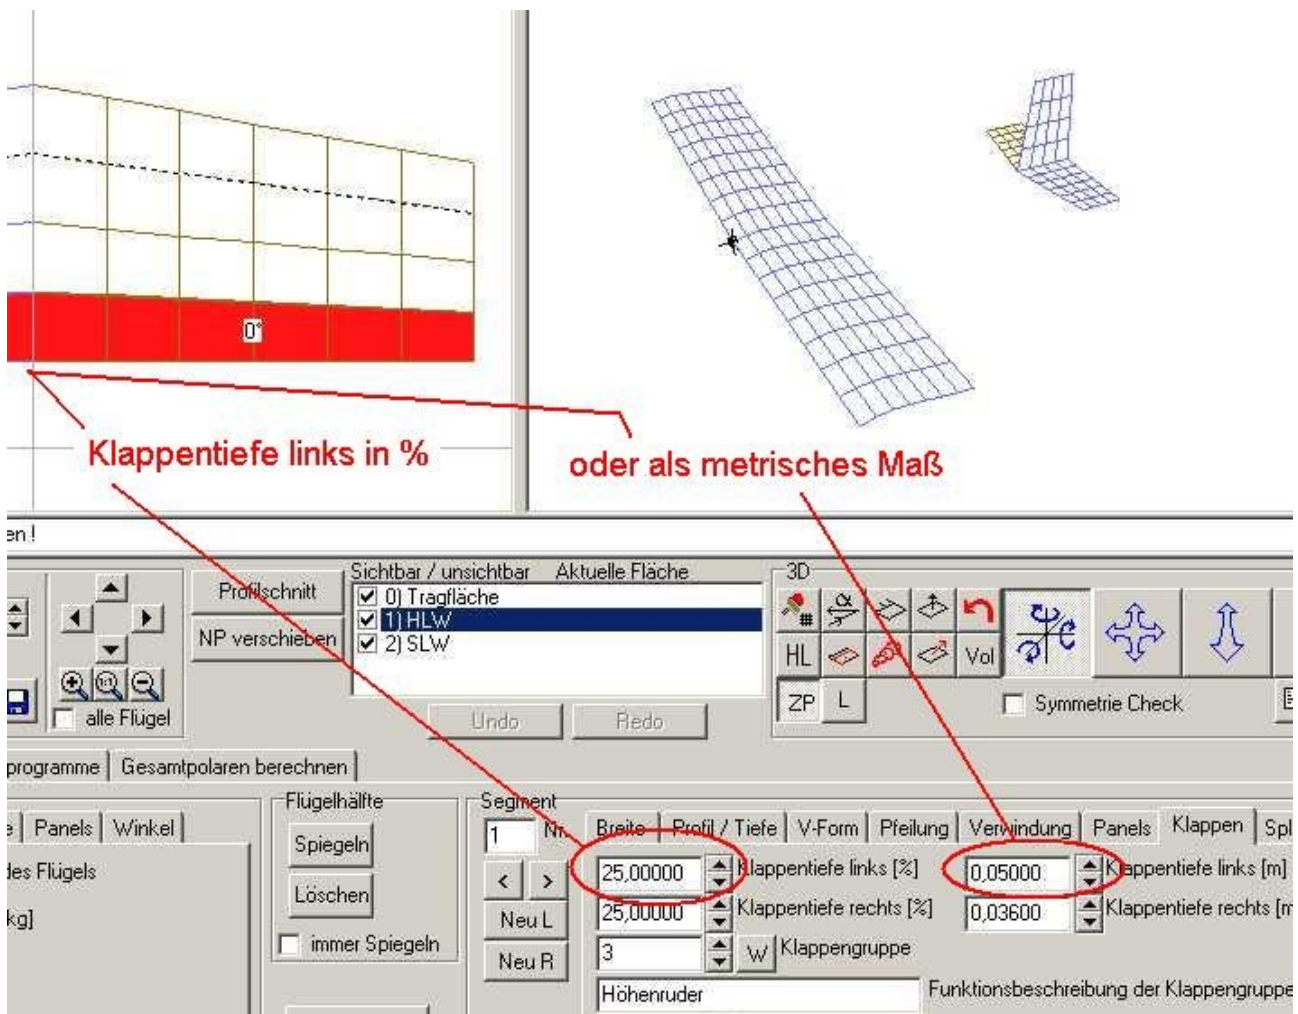 0°
Klappentiefe links in %
oder als metrisches Maß
en !
Profilschnitt
NP verschieben
alle Flügel
Sichtbar / unsichtbar Aktuelle Fläche
0) Tragfläche
1) HLW
2) SLW
Undo Redo
3D
α
HL
Vol
ZP L
Symmetrie Check
programme Gesamtpolaren berechnen
e Panels Winkel
des Flügels
kg]
Flügelhälfte
Spiegeln
Löschen
immer Spiegeln
Segment
1 Nr.
< >
Neu L
Neu R
Breite Profil / Tiefe V-Form Pfeilung Verwindung Panels Klappen Spl
25,00000 Klappentiefe links [%] 0,05000 Klappentiefe links [m]
25,00000 Klappentiefe rechts [%] 0,03600 Klappentiefe rechts [m
3 W Klappengruppe
Höhenruder Funktionsbeschreibung der Klappengruppe